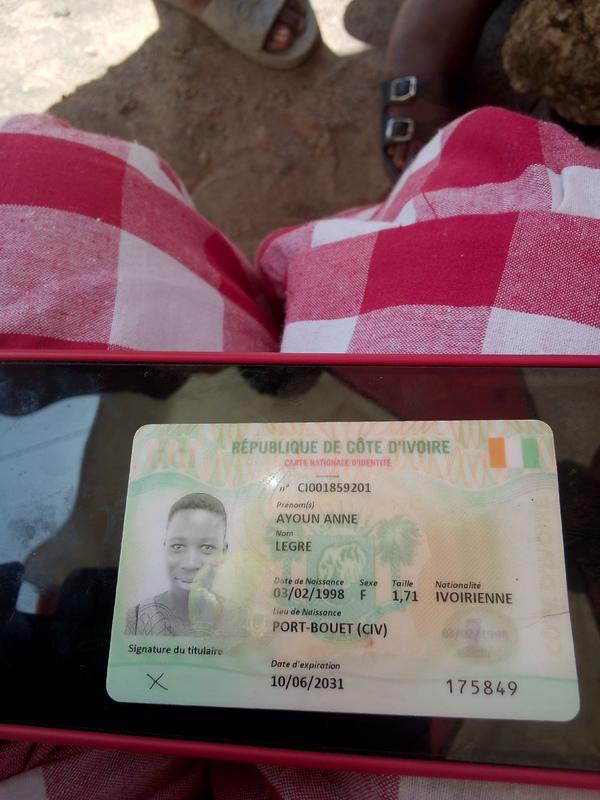 RÉPUBLIQUE DE CÔTE D'IVOIRE
CARTE NATIONALE D'IDENTITÉ
n° CI001859201
Prénom(s)
AYOUN ANNE
Nom
LEGRE
Date de Naissance Sexe Taille Nationalité
03/02/1998 F 1,71 IVOIRIENNE
Lieu de Naissance
PORT-BOUET (CIV)
Signature du titulaire
Date d'expiration
10/06/2031
175849